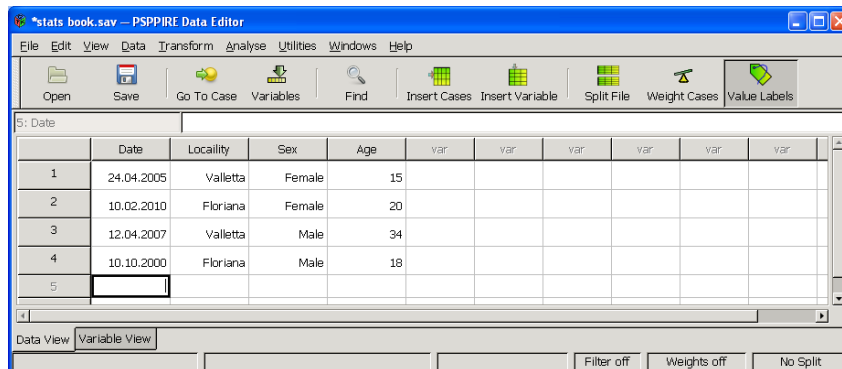 *stats book.sav — PSPPIRE Data Editor
File Edit View Data Transform Analyse Utilities Windows Help
Open Save Go To Case Variables Find Insert Cases Insert Variable Split File Weight Cases Value Labels
5: Date
Date Locaility Sex Age var var var var var var
1 24.04.2005 Valletta Female 15
2 10.02.2010 Floriana Female 20
3 12.04.2007 Valletta Male 34
4 10.10.2000 Floriana Male 18
5
Data View Variable View
Filter off Weights off No Split